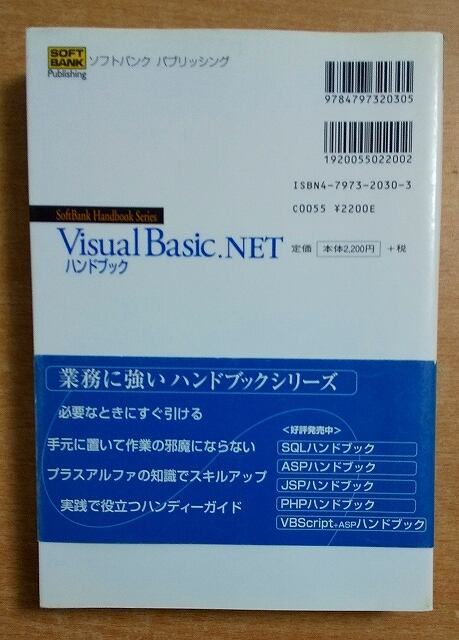 SOFT
BANK
Publishing
ソフトバンク パブリッシング
9784797320305
1920055022002
ISBN4-7973-2030-3
C0055 ¥2200E
SoftBank Handbook Series
Visual Basic.NET
ハンドブック
定価 本体2,200円 +税
業務に強い ハンドブックシリーズ
必要なときにすぐ引ける
手元に置いて作業の邪魔にならない
プラスアルファの知識でスキルアップ
実践で役立つハンディーガイド
<好評発売中>
SQLハンドブック
ASPハンドブック
JSPハンドブック
PHPハンドブック
VBScript+ASPハンドブック